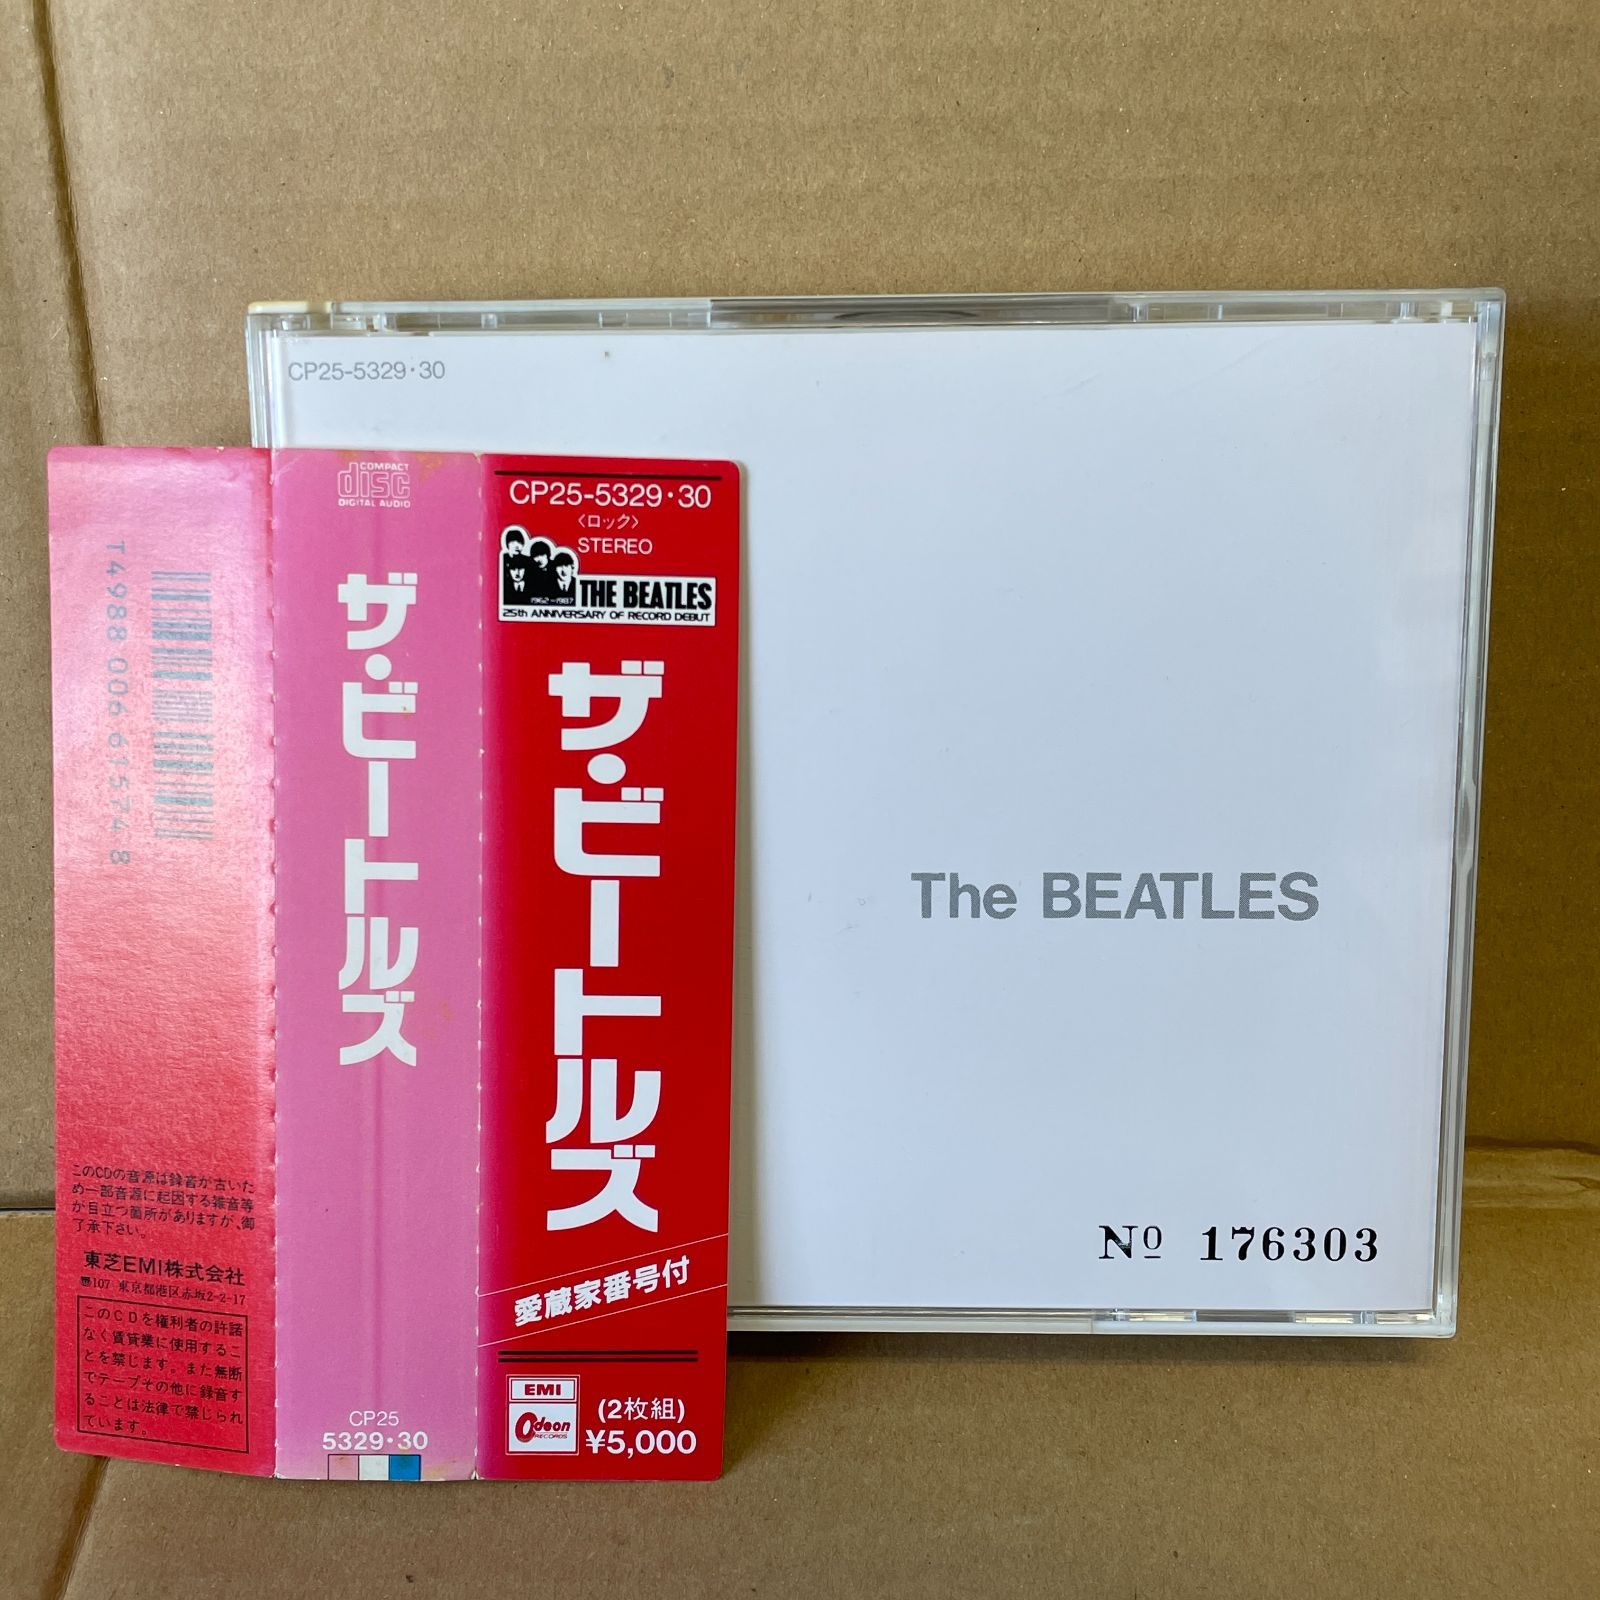 CP25-5329・30
The BEATLES
Nº 176303
T4988 006 61574 8
このCDの音源は録音が古いた
め一部音源に起因する雑音等
が目立つ箇所がありますが、御
了承下さい。
東芝EMI株式会社
〠107 東京都港区赤坂2-2-17
このCDを権利者の許諾
なく賃貸業に使用するこ
とを禁じます。また無断
でテープその他に録音す
ることは法律で禁じられ
ています。
COMPACT
disc
DIGITAL AUDIO
ザ・ビートルズ
CP25
5329・30
CP25-5329・30
〈ロック〉
STEREO
1962-1987
THE BEATLES
25th ANNIVERSARY OF RECORD DEBUT
ザ・ビートルズ
愛蔵家番号付
EMI
Odeon
RECORDS
(2枚組)
¥5,000